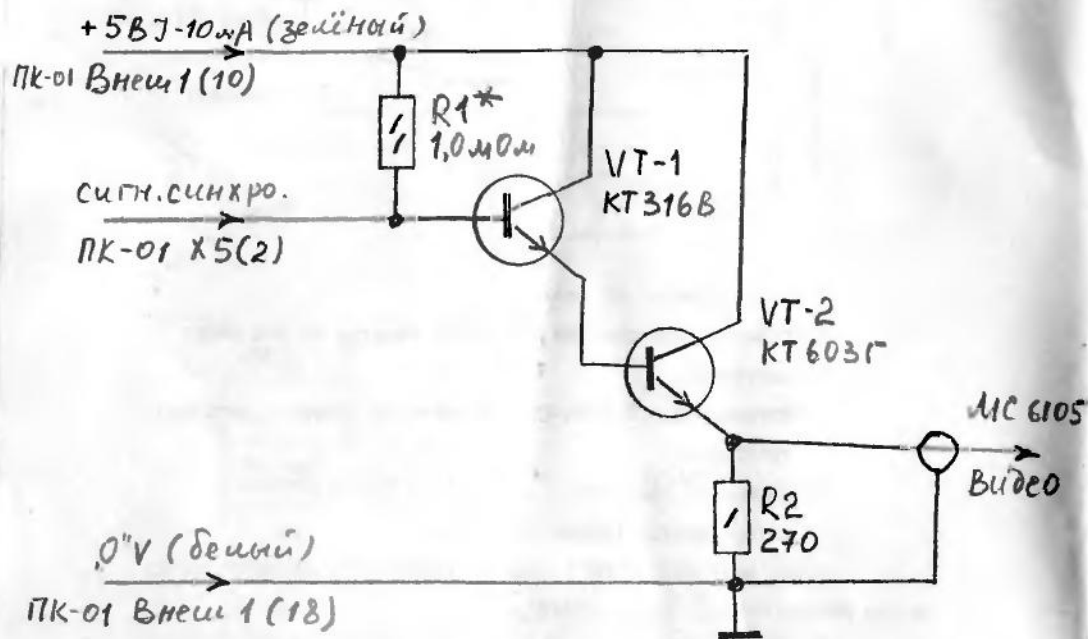 +5В J-10мА (зелёный)
ПК-01 Внеш 1 (10)
R1*
1,0мОм
VT-1
КТ316В
сигн. синхро.
ПК-01 X5(2)
VT-2
КТ603Г
МС 6105
Видео
R2
270
"0"V (белый)
ПК-01 Внеш 1 (18)